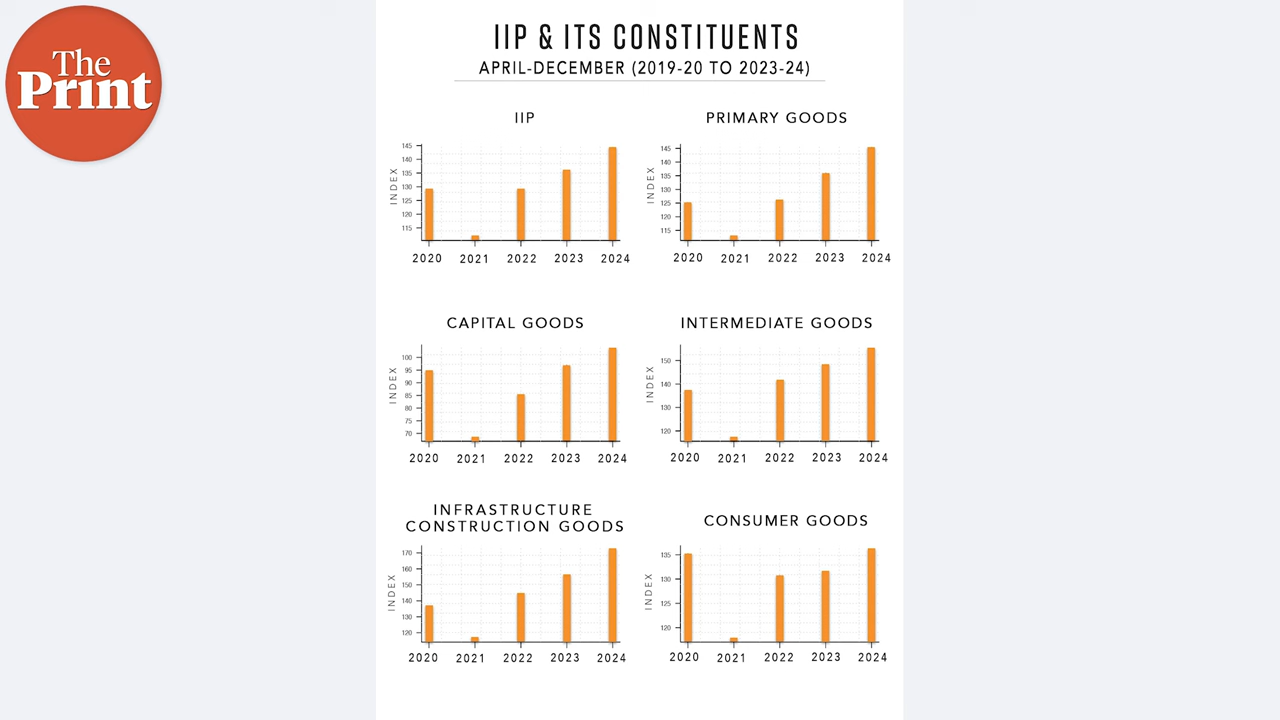 The
Print
IIP & ITS CONSTITUENTS
APRIL-DECEMBER (2019-20 TO 2023-24)
IIP
INDEX
145
140
135
130
125
120
115
2020 2021 2022 2023 2024
PRIMARY GOODS
INDEX
145
140
135
130
125
120
115
2020 2021 2022 2023 2024
CAPITAL GOODS
INDEX
100
95
90
85
80
75
70
2020 2021 2022 2023 2024
INTERMEDIATE GOODS
INDEX
150
140
130
120
2020 2021 2022 2023 2024
INFRASTRUCTURE
CONSTRUCTION GOODS
INDEX
170
160
150
140
130
120
2020 2021 2022 2023 2024
CONSUMER GOODS
INDEX
135
130
125
120
2020 2021 2022 2023 2024